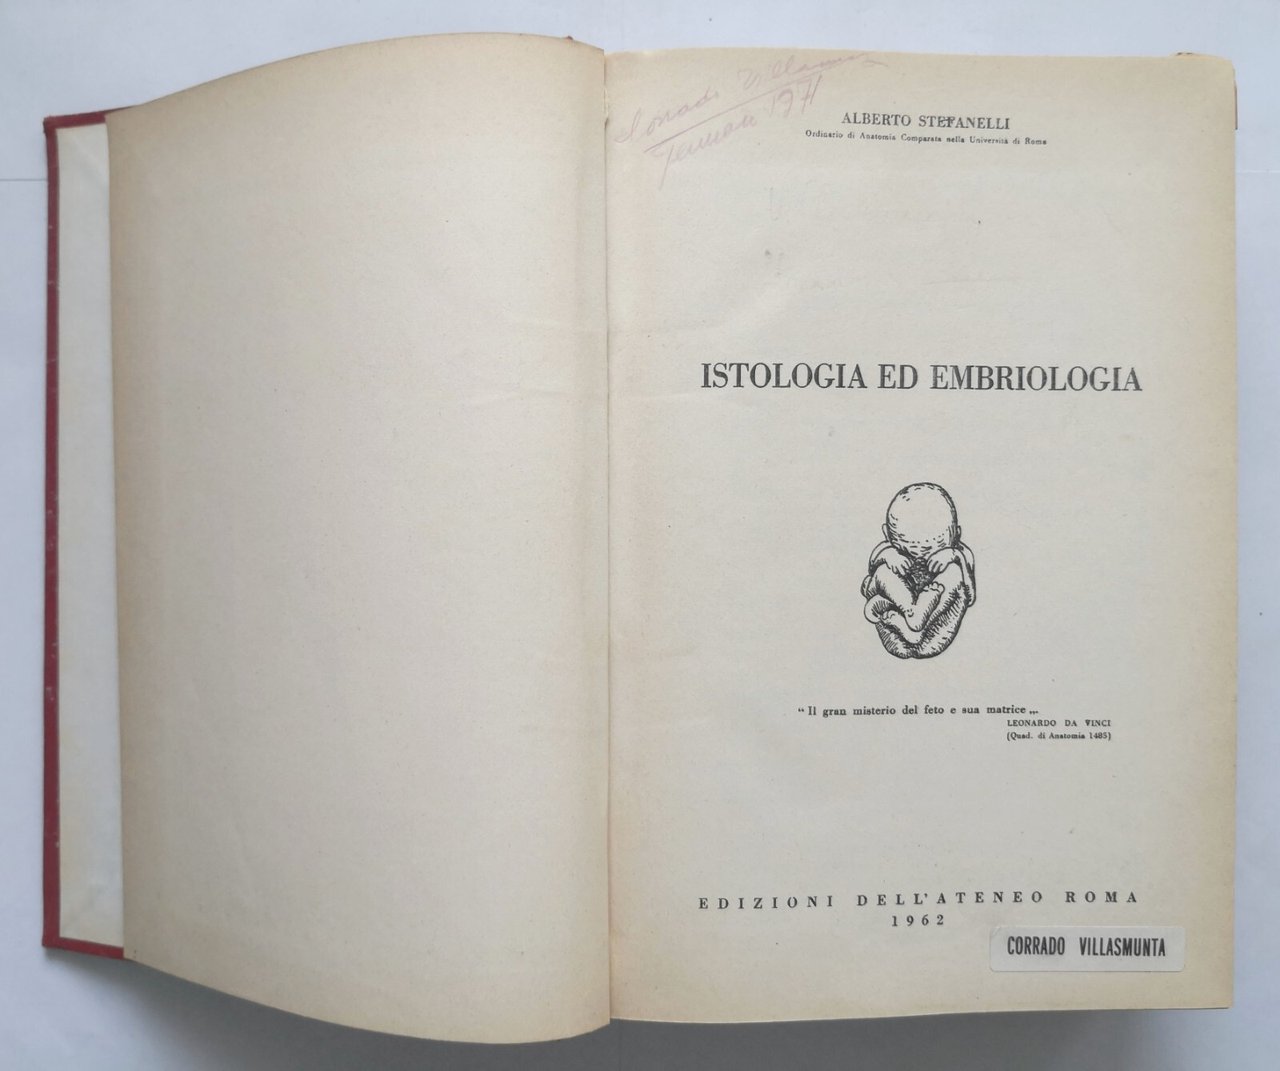 Corrado Villasmunta
Gennaio 1971
ALBERTO STEFANELLI
Ordinario di Anatomia Comparata nella Università di Roma
ISTOLOGIA ED EMBRIOLOGIA
“ Il gran misterio del feto e sua matrice „.
LEONARDO DA VINCI
(Quad. di Anatomia 1485)
EDIZIONI DELL'ATENEO ROMA
1962
CORRADO VILLASMUNTA